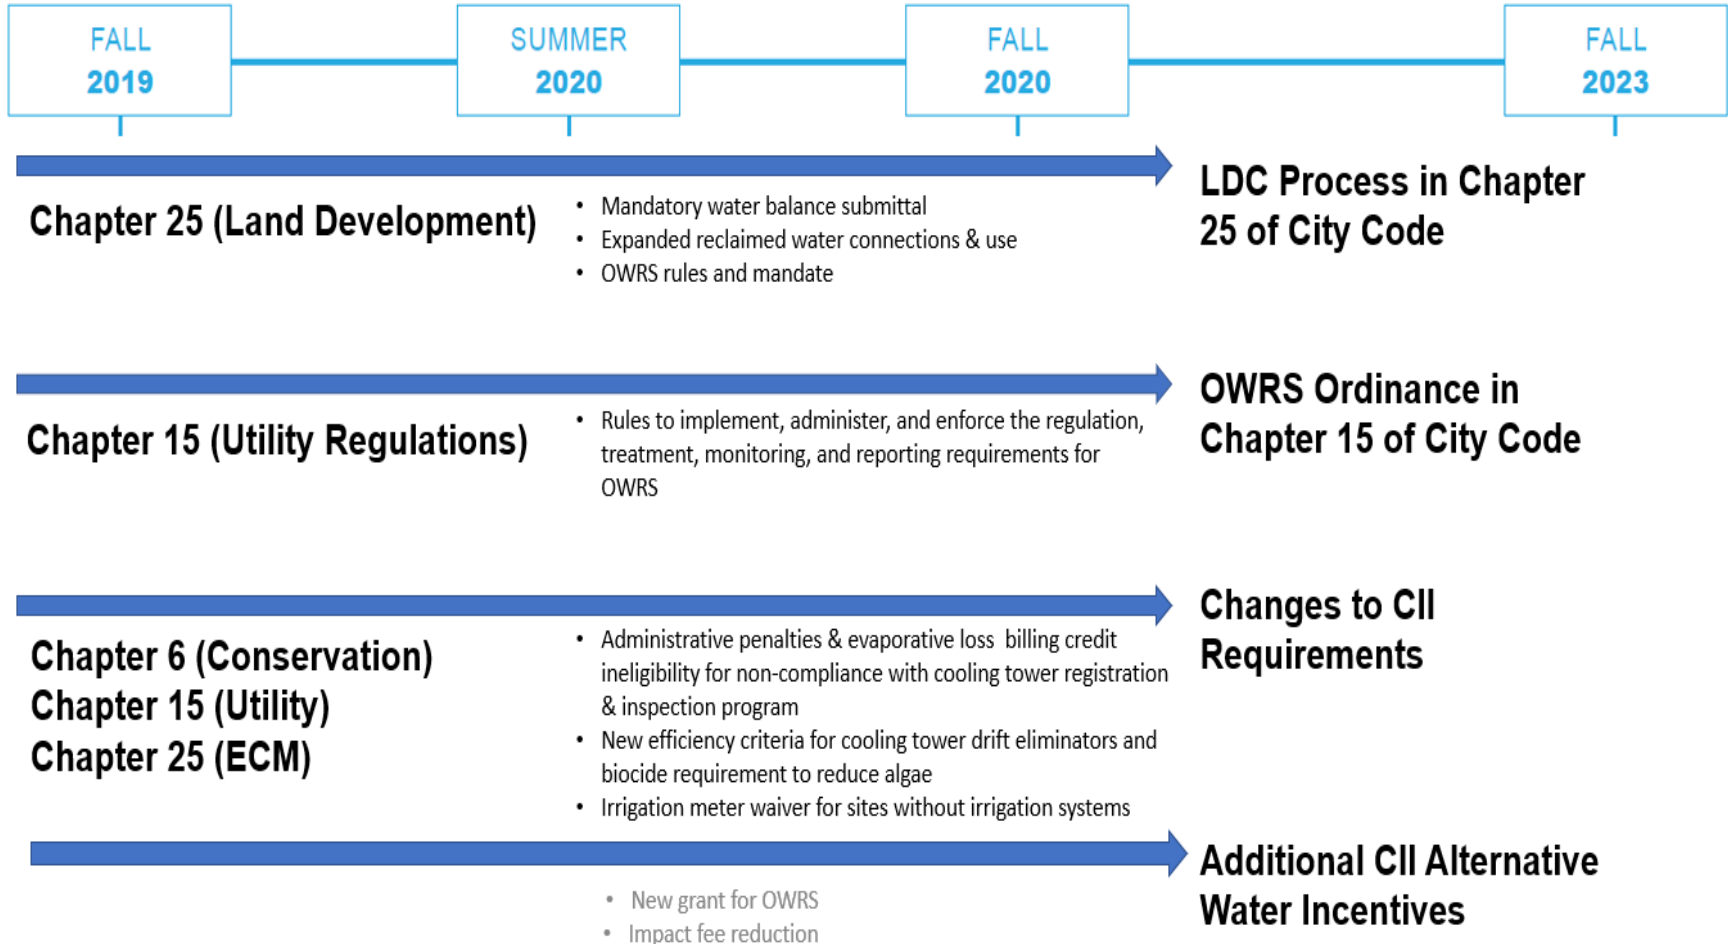 FALL
2019
SUMMER
2020
FALL
2020
FALL
2023
Chapter 25 (Land Development)
• Mandatory water balance submittal
• Expanded reclaimed water connections & use
• OWRS rules and mandate
LDC Process in Chapter
25 of City Code
Chapter 15 (Utility Regulations)
• Rules to implement, administer, and enforce the regulation,
treatment, monitoring, and reporting requirements for
OWRS
OWRS Ordinance in
Chapter 15 of City Code
Chapter 6 (Conservation)
Chapter 15 (Utility)
Chapter 25 (ECM)
• Administrative penalties & evaporative loss  billing credit
ineligibility for non-compliance with cooling tower registration
& inspection program
• New efficiency criteria for cooling tower drift eliminators and
biocide requirement to reduce algae
• Irrigation meter waiver for sites without irrigation systems
Changes to CII
Requirements
• New grant for OWRS
• Impact fee reduction
Additional CII Alternative
Water Incentives